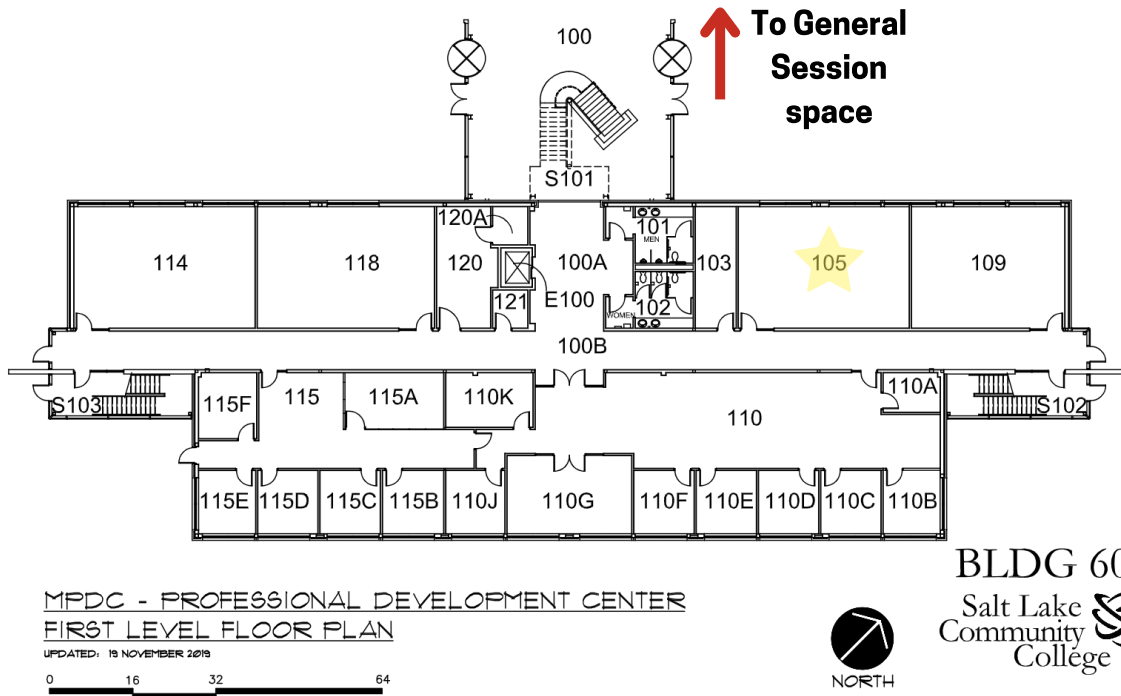 100
To General
Session
space
S101
120A
101
MEN
114
118
120
100A
103
105
109
121
E100
102
WOMEN
100B
S103
115F
115
115A
110K
110A
S102
110
115E
115D
115C
115B
110J
110G
110F
110E
110D
110C
110B
MPDC - PROFESSIONAL DEVELOPMENT CENTER
FIRST LEVEL FLOOR PLAN
UPDATED: 19 NOVEMBER 2019
0 16 32 64
NORTH
BLDG 60
Salt Lake
Community
College